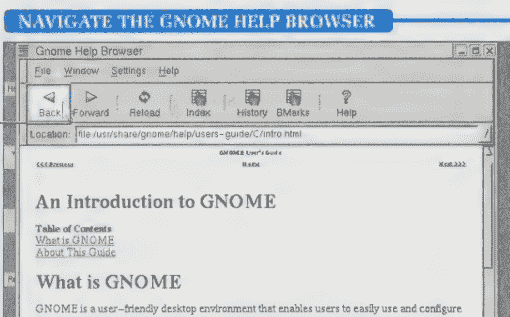 NAVIGATE THE GNOME HELP BROWSER
Gnome Help Browser
File Window Settings Help
Back Forward Reload Index History BMarks Help
Location: file:/usr/share/gnome/help/users-guide/C/intro.html
GNOME User's Guide
<<< Previous Home Next >>>
An Introduction to GNOME
Table of Contents
What is GNOME
About This Guide
What is GNOME
GNOME is a user-friendly desktop environment that enables users to easily use and configure